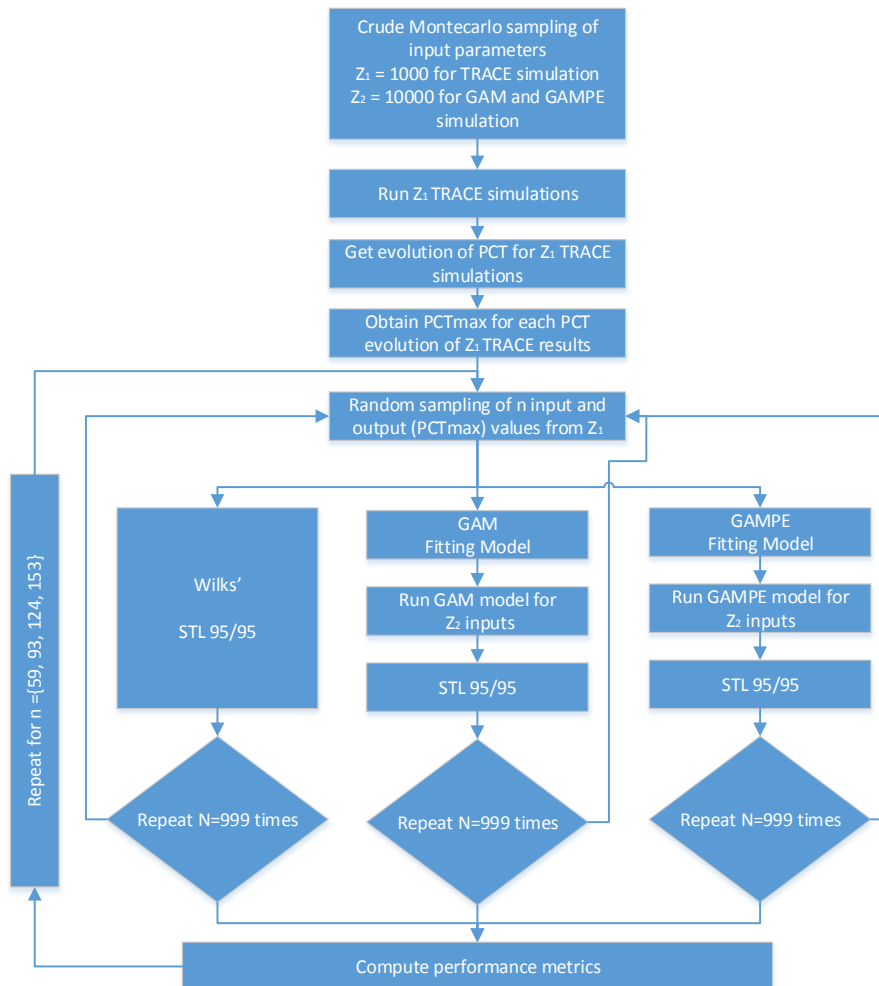 Crude Montecarlo sampling of
input parameters
Z₁ = 1000 for TRACE simulation
Z₂ = 10000 for GAM and GAMPE
simulation
Run Z₁ TRACE simulations
Get evolution of PCT for Z₁ TRACE
simulations
Obtain PCTmax for each PCT
evolution of Z₁ TRACE results
Random sampling of n input and
output (PCTmax) values from Z₁
Repeat for n ={59, 93, 124, 153}
Wilks’
STL 95/95
Repeat N=999 times
GAM
Fitting Model
Run GAM model for
Z₂ inputs
STL 95/95
Repeat N=999 times
GAMPE
Fitting Model
Run GAMPE model for
Z₂ inputs
STL 95/95
Repeat N=999 times
Compute performance metrics